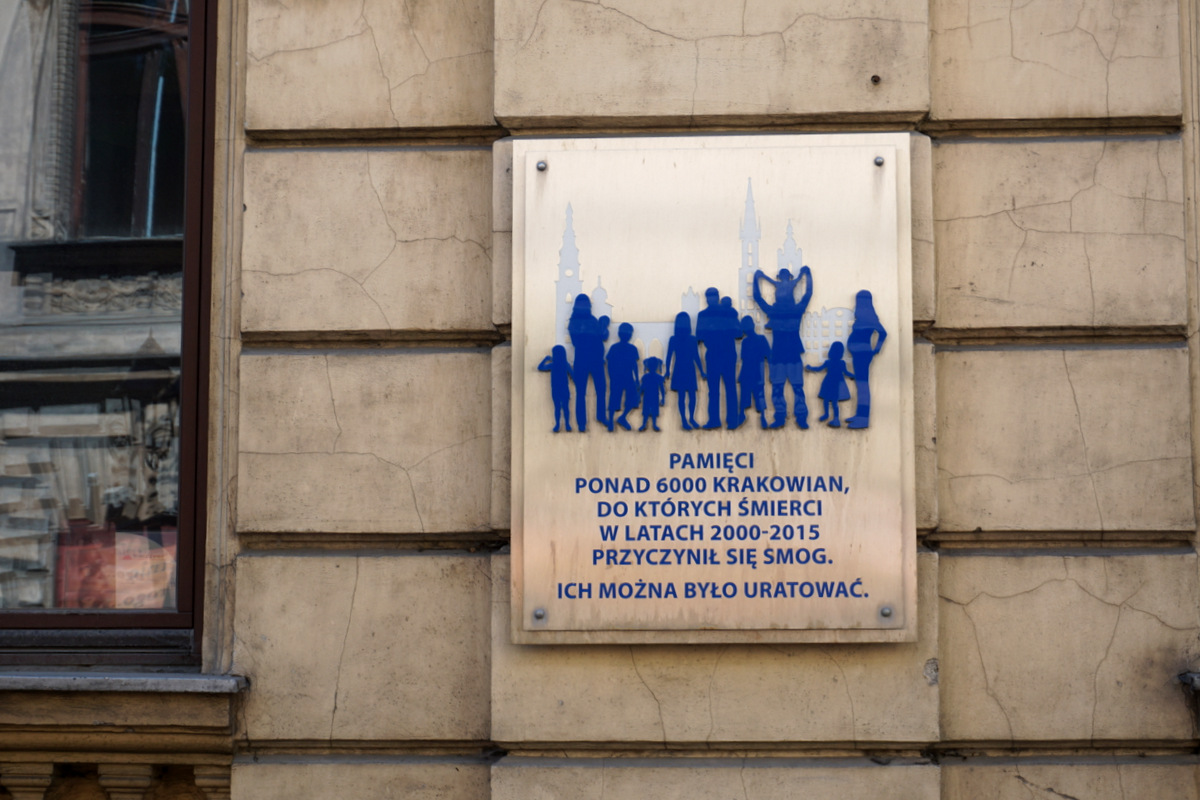 PAMIĘCI
PONAD 6000 KRAKOWIAN,
DO KTÓRYCH ŚMIERCI
W LATACH 2000-2015
PRZYCZYNIŁ SIĘ SMOG.
ICH MOŻNA BYŁO URATOWAĆ.